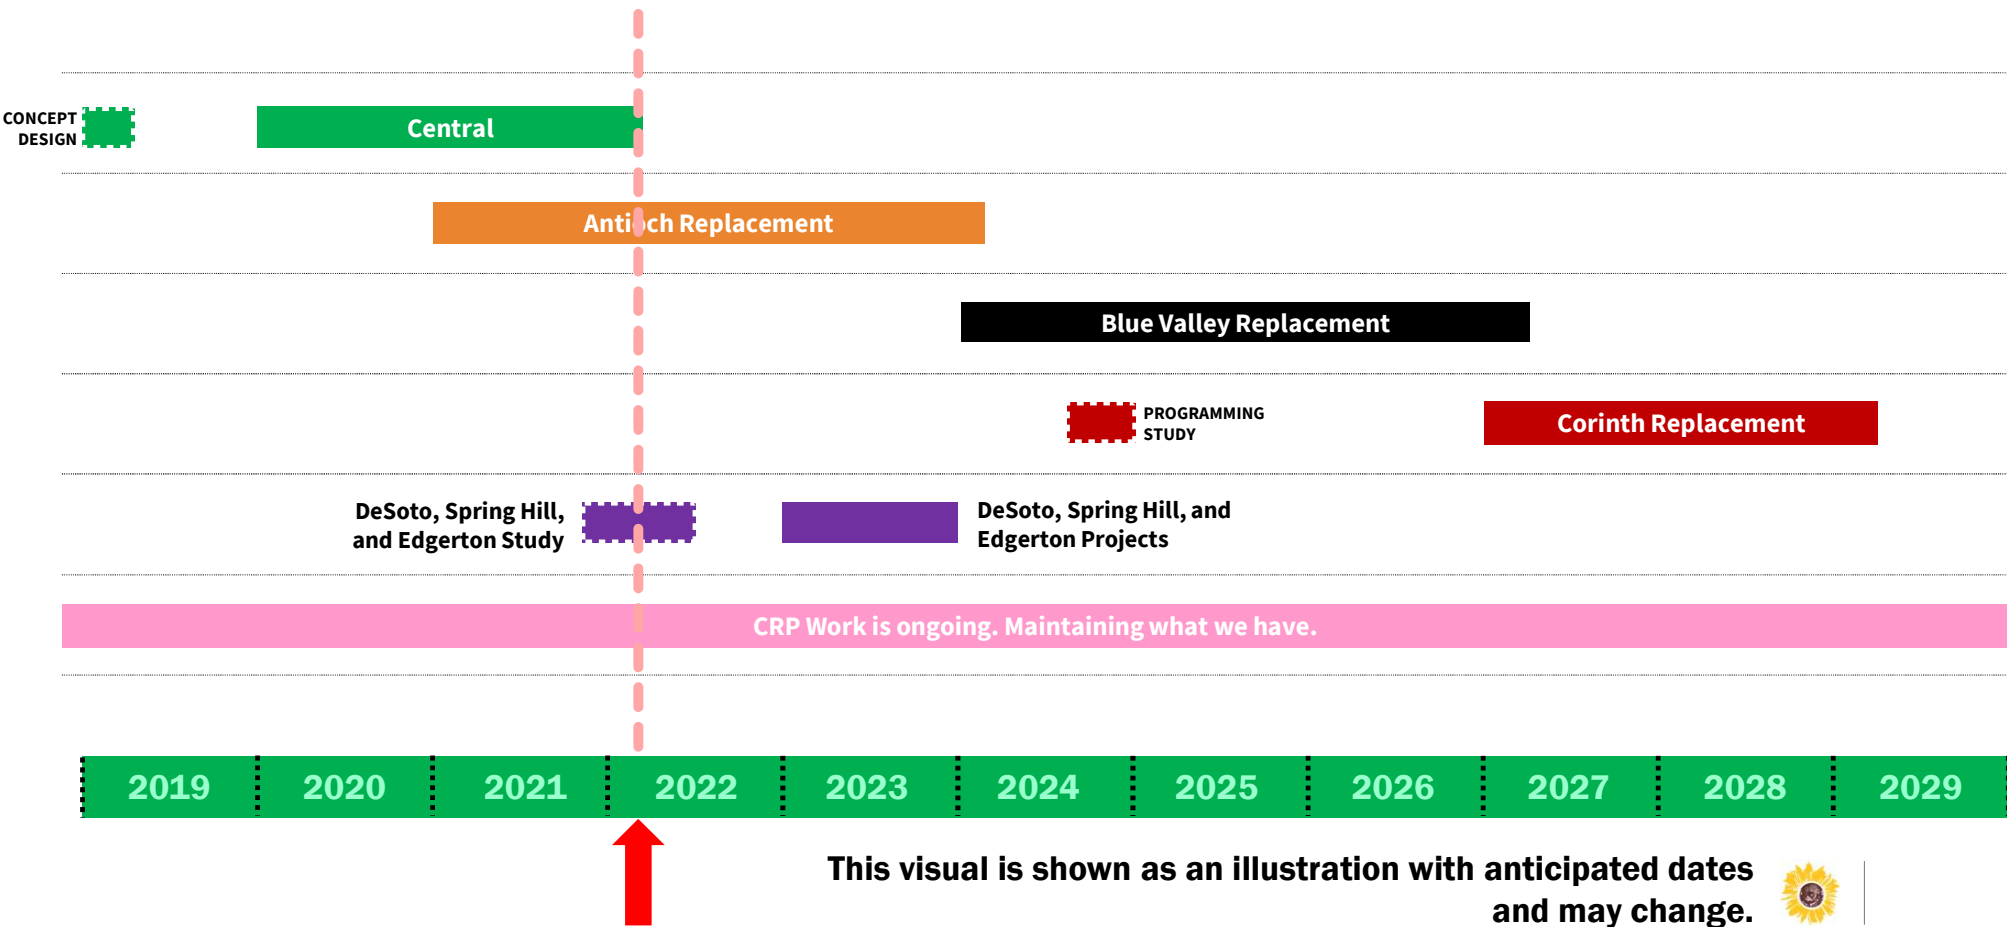 CONCEPT
DESIGN
Central
Antioch Replacement
Blue Valley Replacement
PROGRAMMING
STUDY
Corinth Replacement
DeSoto, Spring Hill,
and Edgerton Study
DeSoto, Spring Hill, and
Edgerton Projects
CRP Work is ongoing. Maintaining what we have.
2019 2020 2021 2022 2023 2024 2025 2026 2027 2028 2029
This visual is shown as an illustration with anticipated dates
and may change.